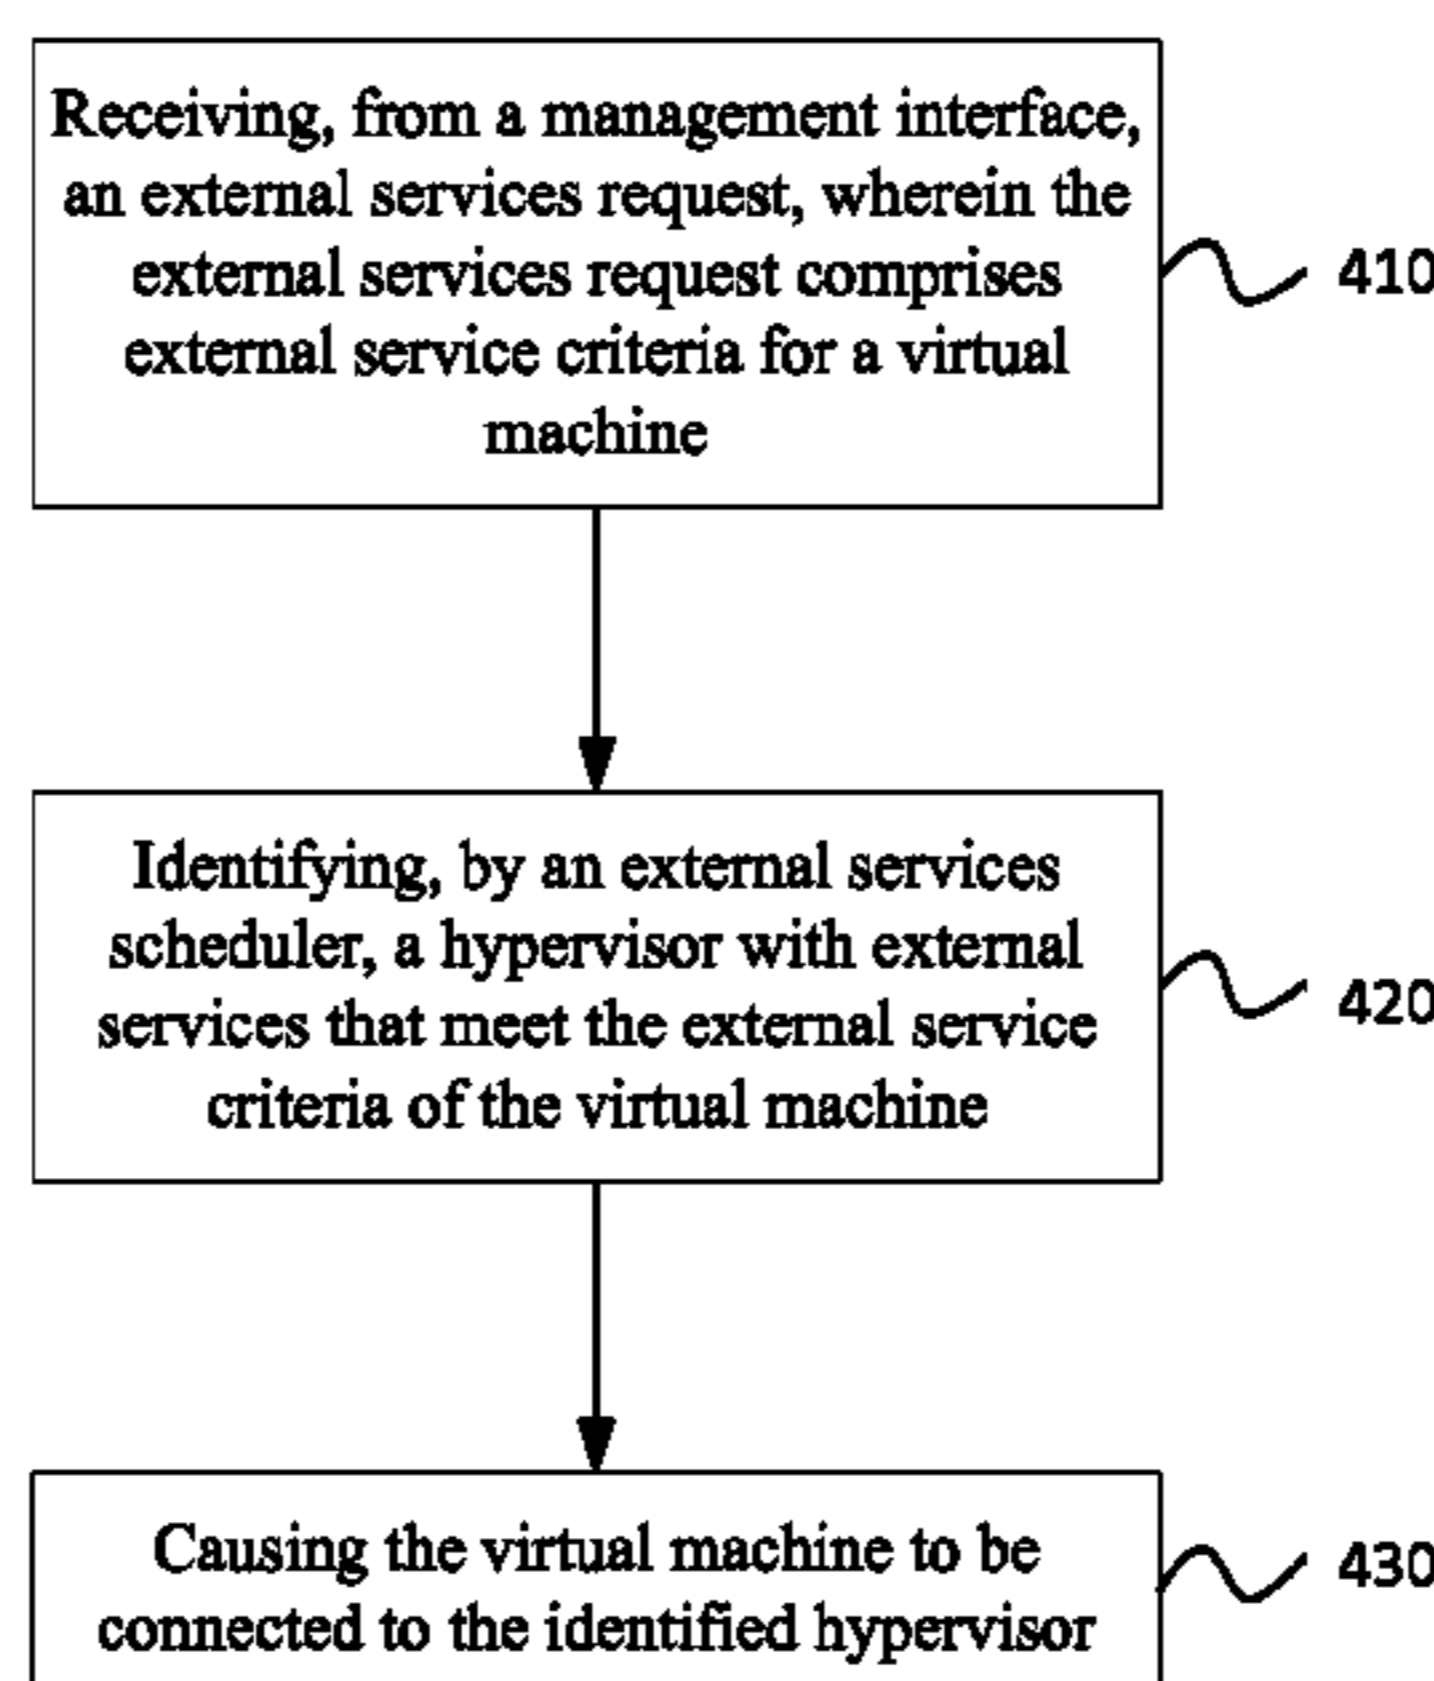 Receiving, from a management interface,
an external services request, wherein the
external services request comprises
external service criteria for a virtual
machine
410
Identifying, by an external services
scheduler, a hypervisor with external
services that meet the external service
criteria of the virtual machine
420
Causing the virtual machine to be
connected to the identified hypervisor
430